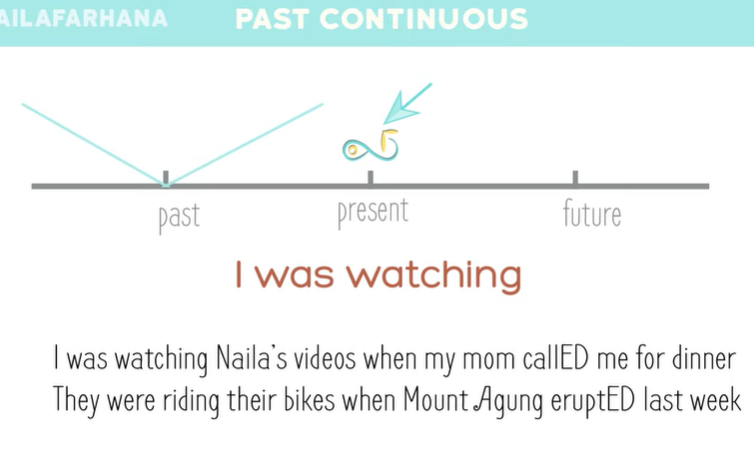 AILAFARHANA PAST CONTINUOUS
past present future
I was watching
I was watching Naila's videos when my mom callED me for dinner
They were riding their bikes when Mount Agung eruptED last week